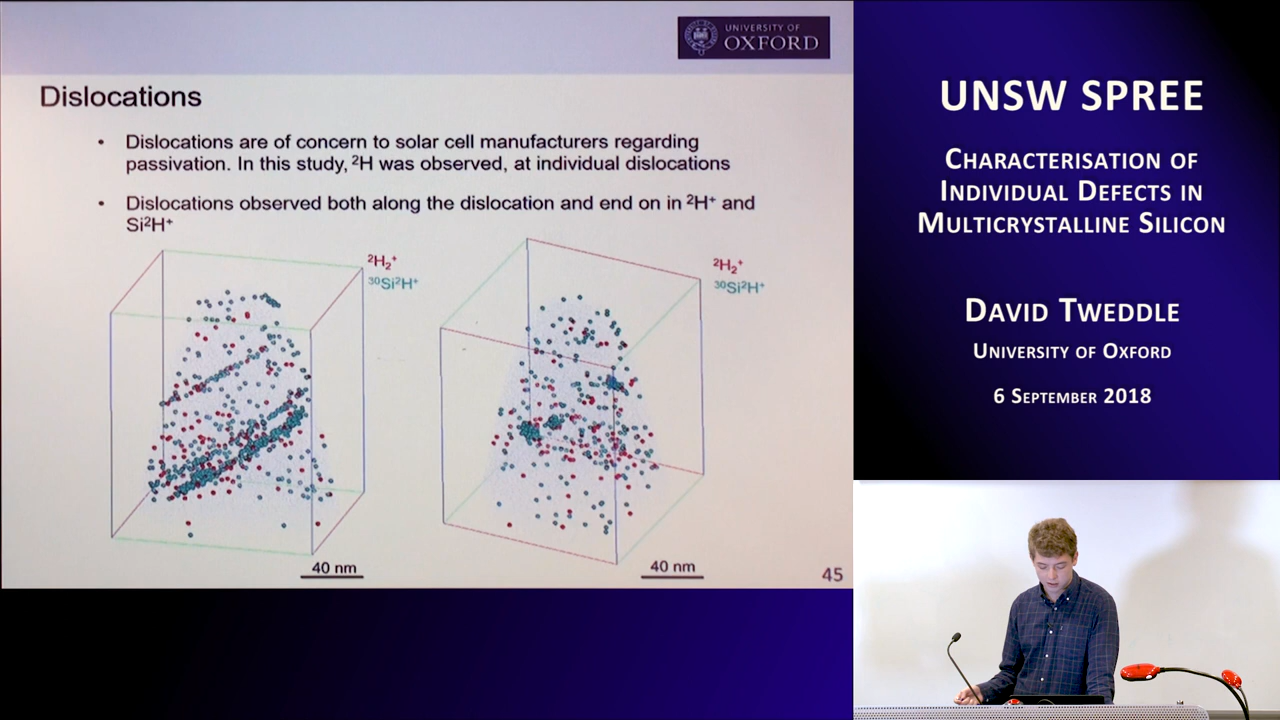 UNIVERSITY OF
OXFORD
Dislocations
• Dislocations are of concern to solar cell manufacturers regarding
passivation. In this study, ²H was observed, at individual dislocations
• Dislocations observed both along the dislocation and end on in ²H⁺ and
Si²H⁺
²H₂⁺
³⁰Si²H⁺
40 nm
²H₂⁺
³⁰Si²H⁺
40 nm
45
UNSW SPREE
CHARACTERISATION OF
INDIVIDUAL DEFECTS IN
MULTICRYSTALLINE SILICON
DAVID TWEDDLE
UNIVERSITY OF OXFORD
6 SEPTEMBER 2018